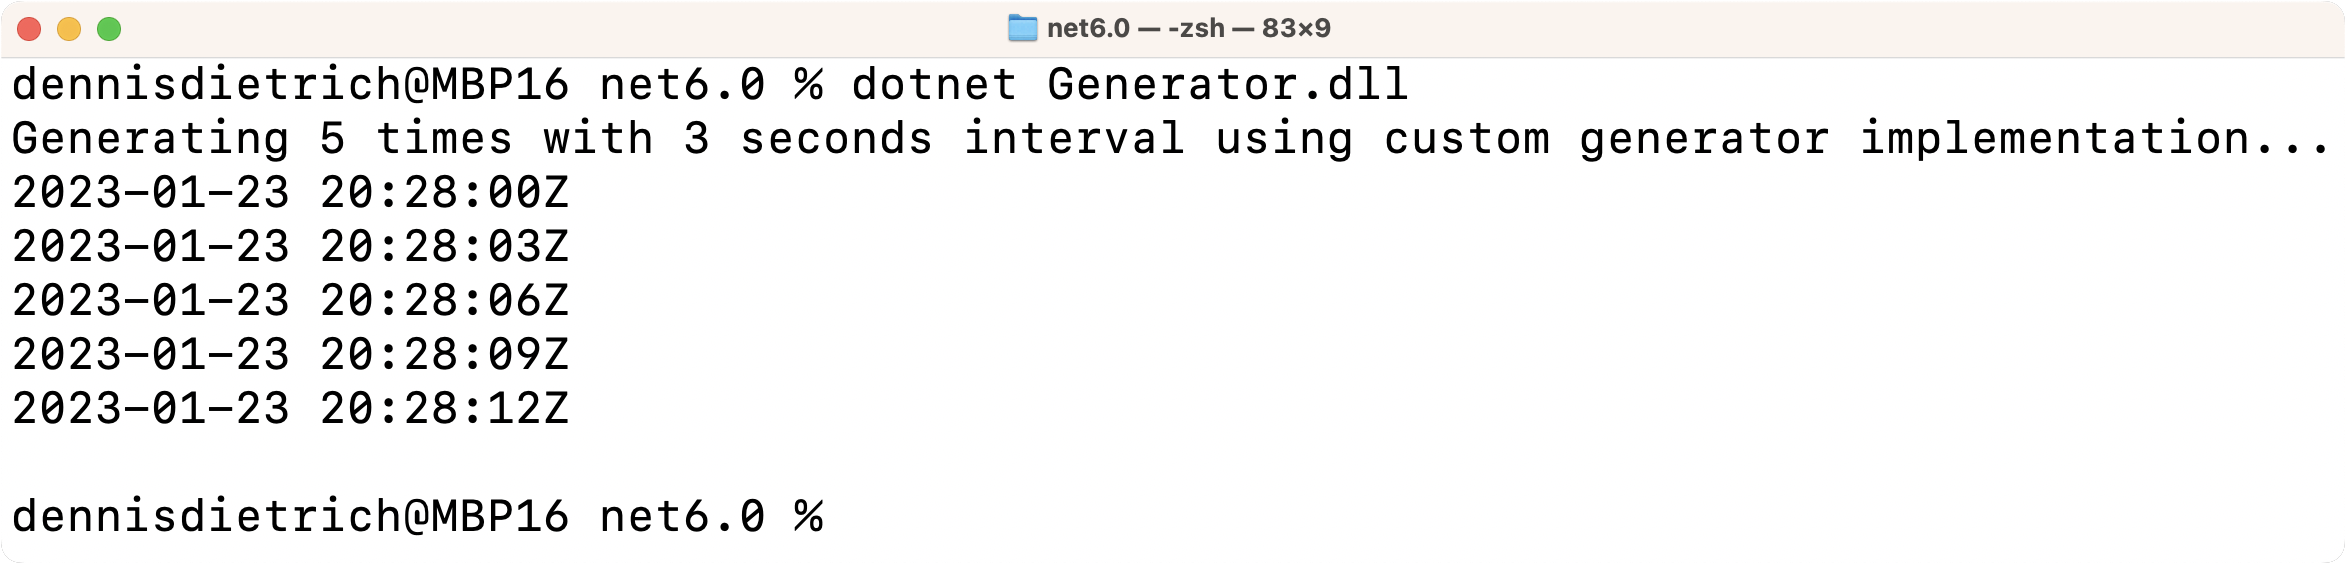 net6.0 — -zsh — 83×9
dennisdietrich@MBP16 net6.0 % dotnet Generator.dll
Generating 5 times with 3 seconds interval using custom generator implementation...
2023-01-23 20:28:00Z
2023-01-23 20:28:03Z
2023-01-23 20:28:06Z
2023-01-23 20:28:09Z
2023-01-23 20:28:12Z
dennisdietrich@MBP16 net6.0 %